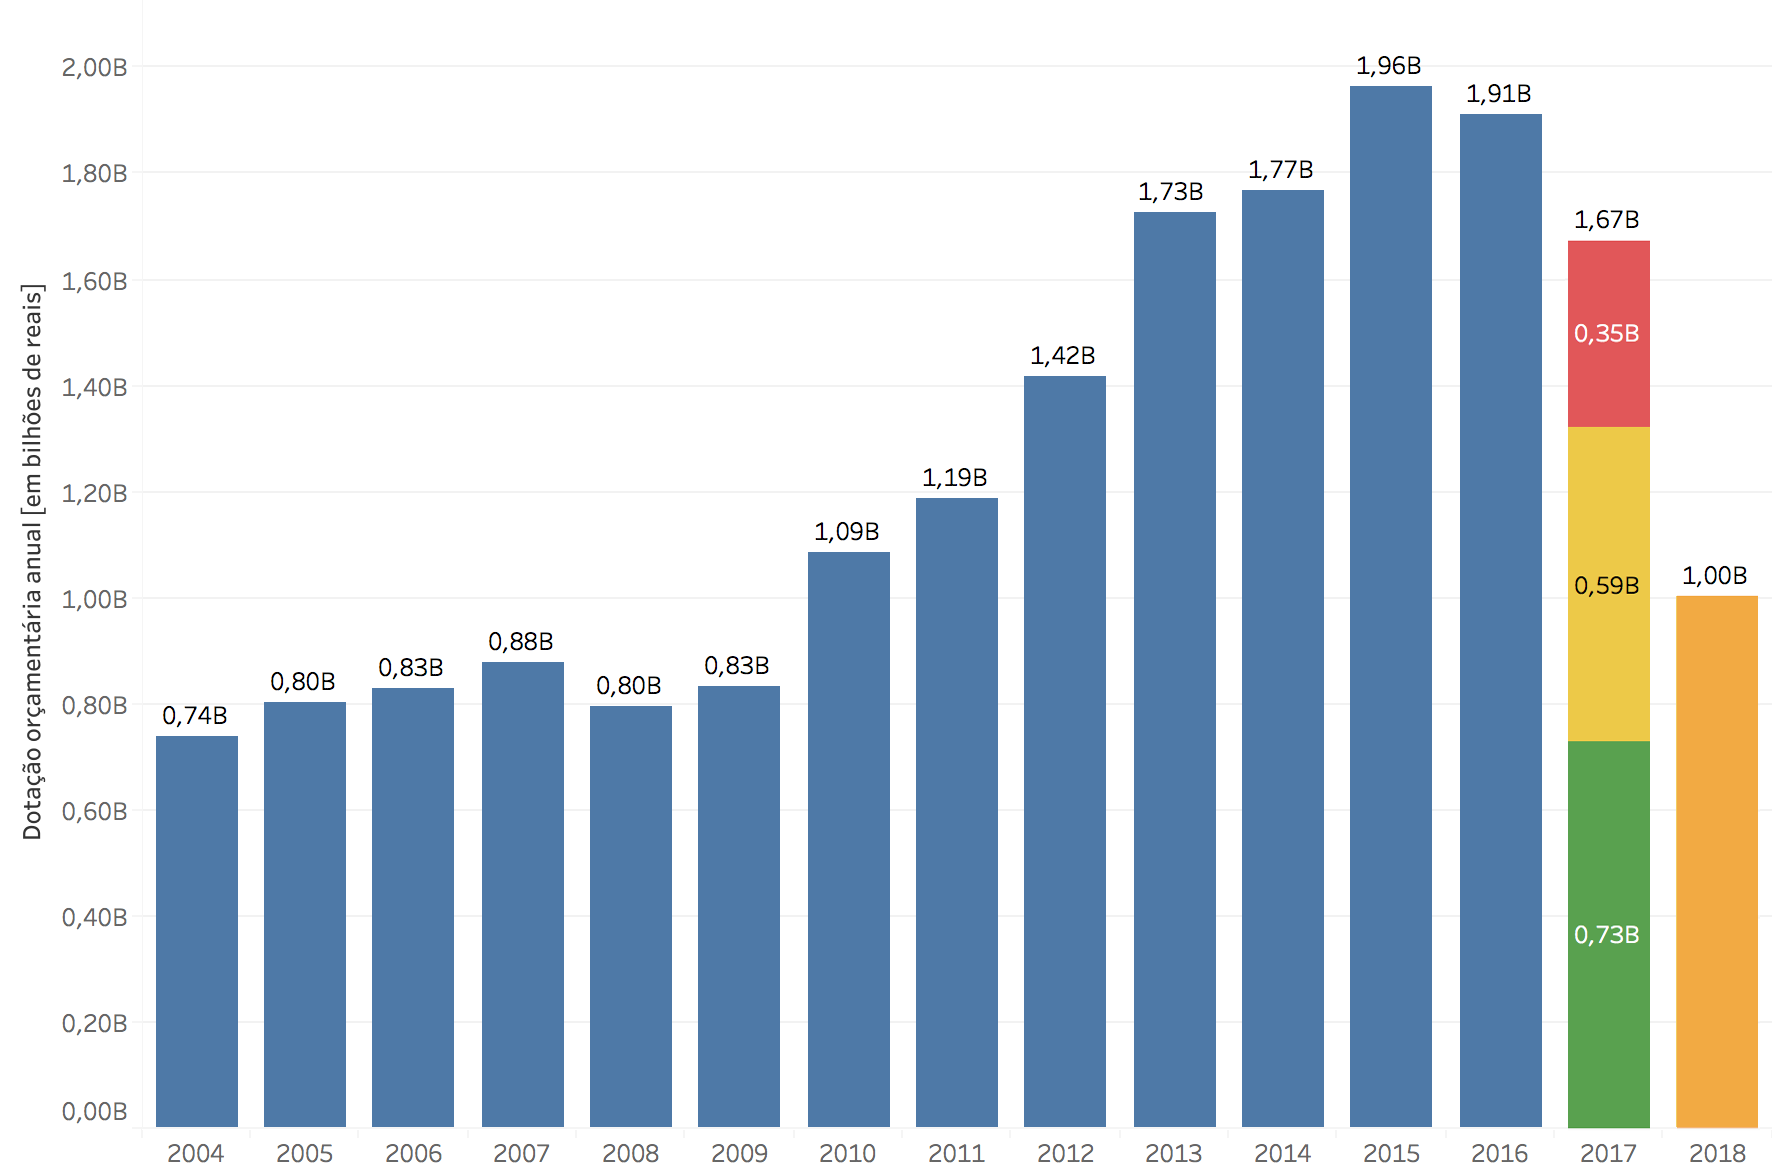 Dotação orçamentária anual [em bilhões de reais]
2,00B
1,80B
1,60B
1,40B
1,20B
1,00B
0,80B
0,60B
0,40B
0,20B
0,00B
0,74B
0,80B
0,83B
0,88B
0,80B
0,83B
1,09B
1,19B
1,42B
1,73B
1,77B
1,96B
1,91B
1,67B
0,35B
0,59B
0,73B
1,00B
2004 2005 2006 2007 2008 2009 2010 2011 2012 2013 2014 2015 2016 2017 2018